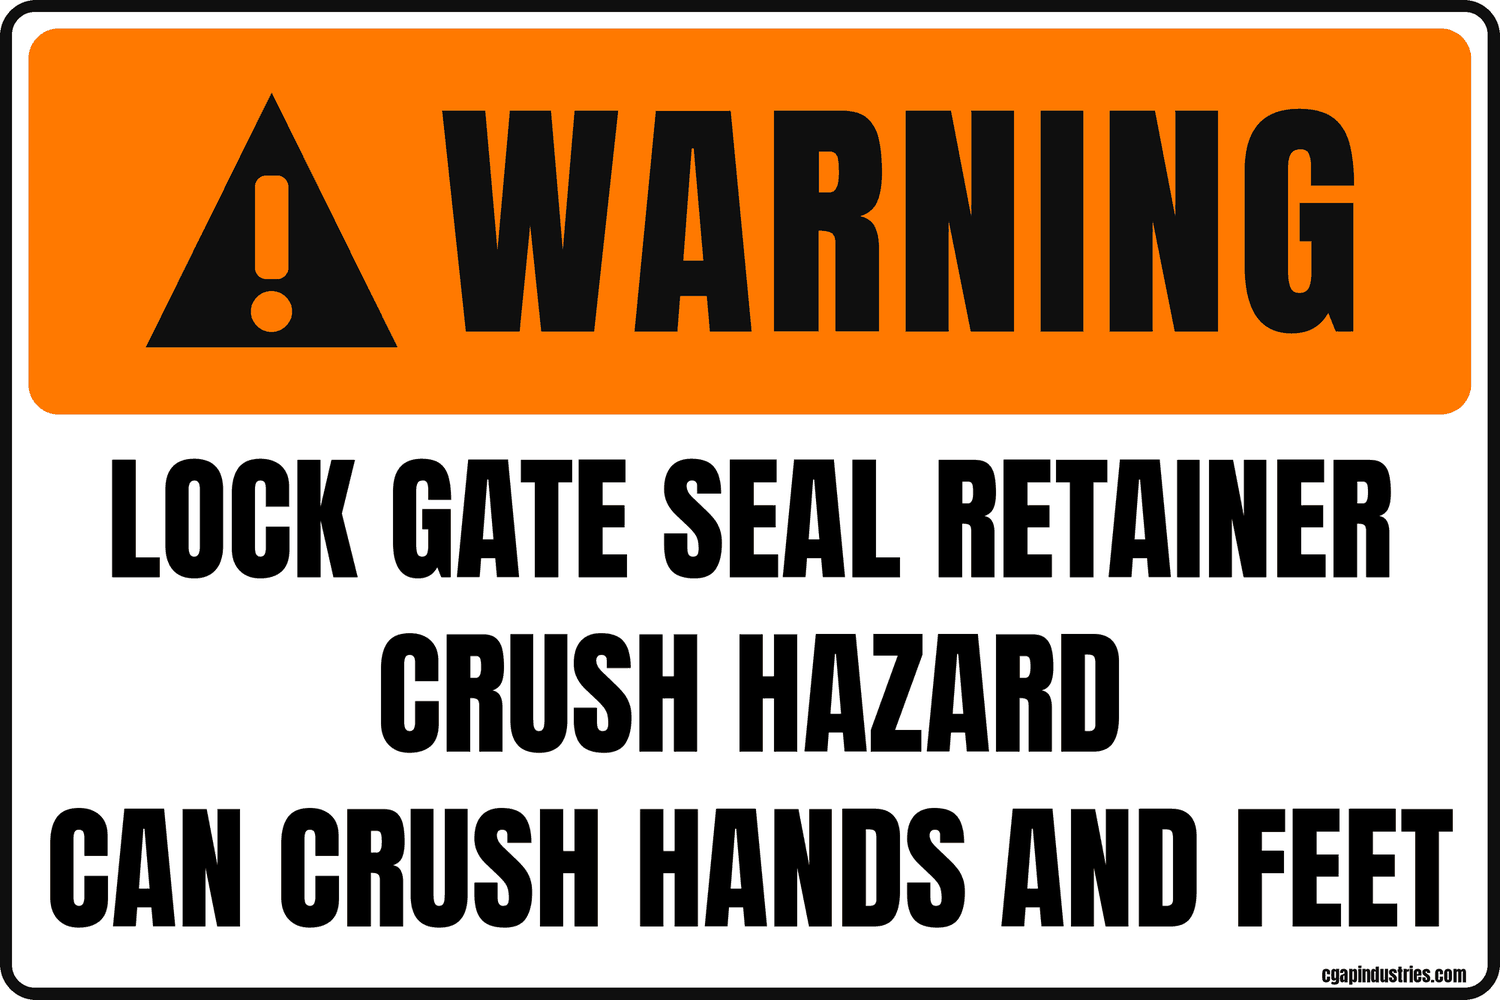 WARNING
LOCK GATE SEAL RETAINER
CRUSH HAZARD
CAN CRUSH HANDS AND FEET
cgapindustries.com